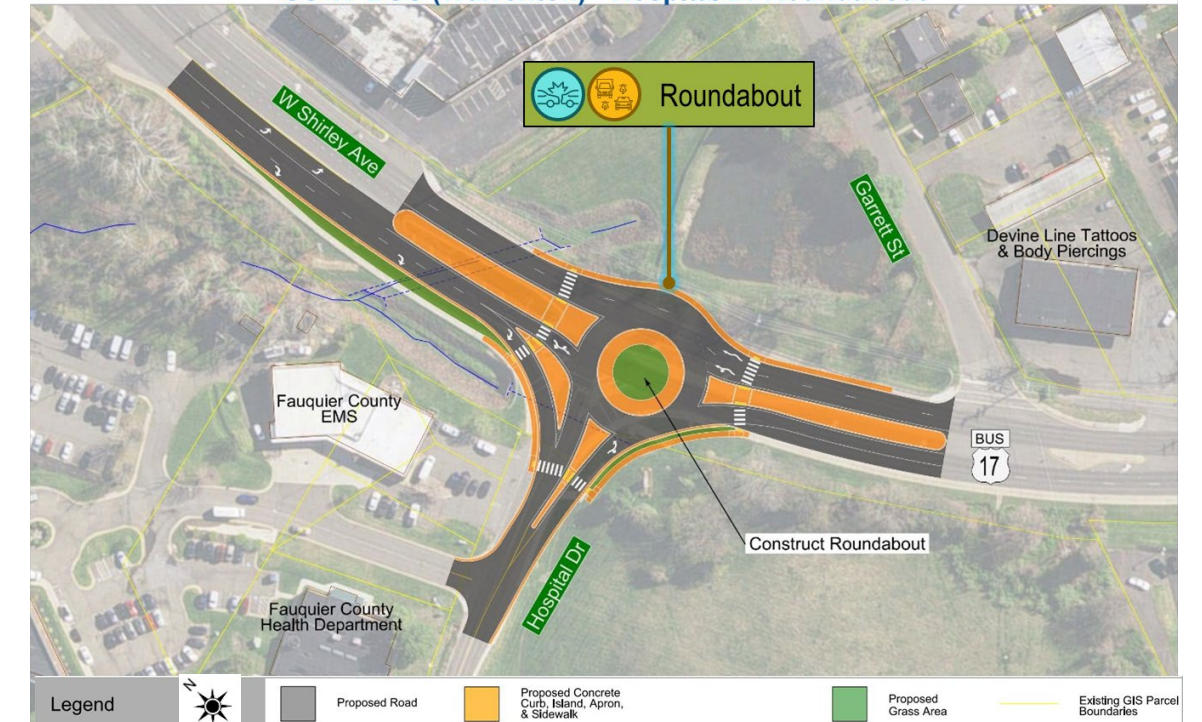 Roundabout
W Shirley Ave
Garrett St
Devine Line Tattoos
& Body Piercings
Fauquier County
EMS
BUS
17
Construct Roundabout
Hospital Dr
Fauquier County
Health Department
Legend
N
Proposed Road
Proposed Concrete
Curb, Island, Apron,
& Sidewalk
Proposed
Grass Area
Existing GIS Parcel
Boundaries